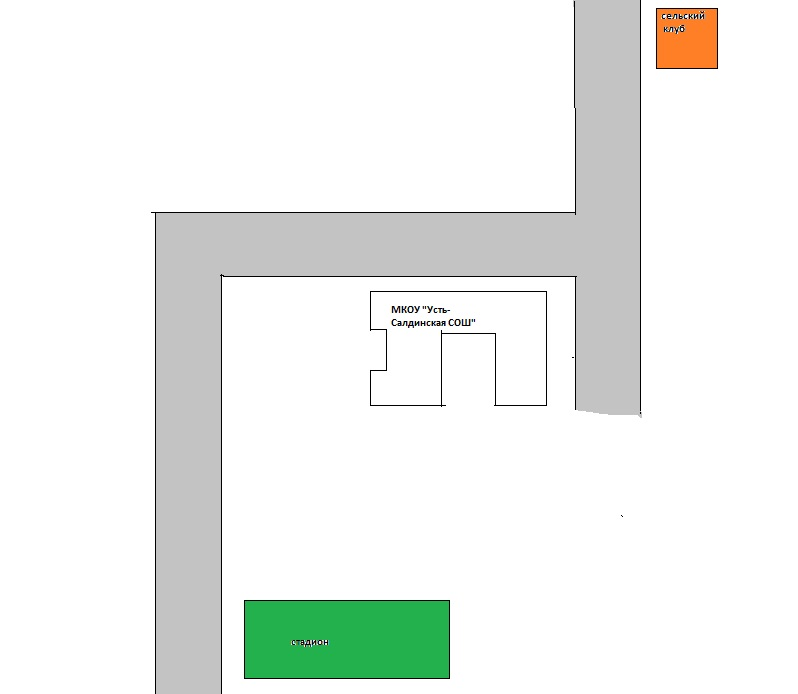 сельский
клуб
МКОУ "Усть-
Салдинская СОШ"
стадион